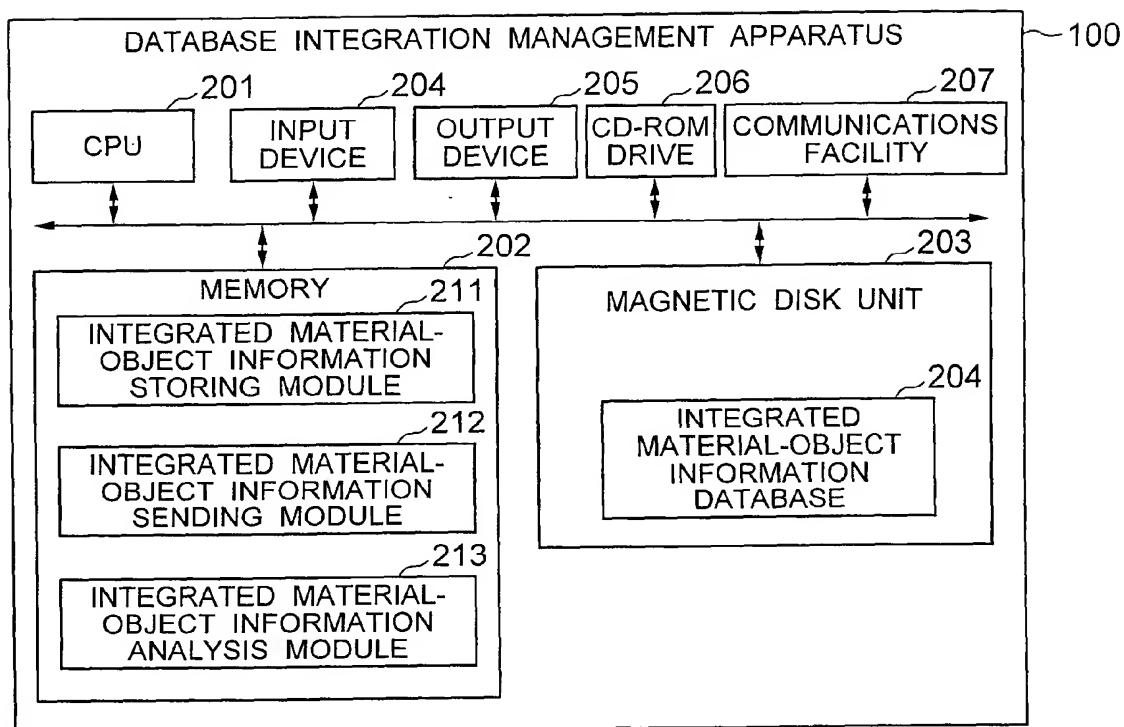 DATABASE INTEGRATION MANAGEMENT APPARATUS
100
201
204
205
206
207
CPU
INPUT
DEVICE
OUTPUT
DEVICE
CD-ROM
DRIVE
COMMUNICATIONS
FACILITY
202
MEMORY
211
INTEGRATED MATERIAL-
OBJECT INFORMATION
STORING MODULE
212
INTEGRATED MATERIAL-
OBJECT INFORMATION
SENDING MODULE
213
INTEGRATED MATERIAL-
OBJECT INFORMATION
ANALYSIS MODULE
203
MAGNETIC DISK UNIT
204
INTEGRATED
MATERIAL-OBJECT
INFORMATION
DATABASE